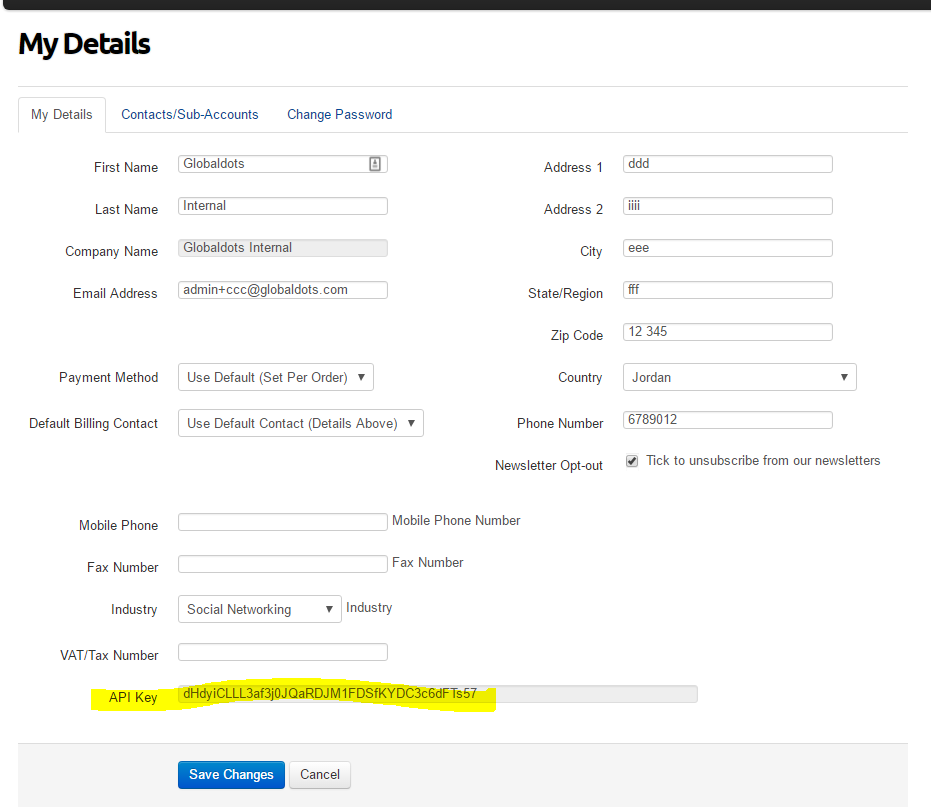 My Details
My Details Contacts/Sub-Accounts Change Password
First Name Globaldots
Address 1 ddd
Last Name Internal
Address 2 iiii
Company Name Globaldots Internal
City eee
Email Address admin+ccc@globaldots.com
State/Region fff
Zip Code 12 345
Payment Method Use Default (Set Per Order)
Country Jordan
Default Billing Contact Use Default Contact (Details Above)
Phone Number 6789012
Newsletter Opt-out Tick to unsubscribe from our newsletters
Mobile Phone Mobile Phone Number
Fax Number Fax Number
Industry Social Networking Industry
VAT/Tax Number
API Key dHdyiCLLL3af3j0JQaRDJM1FDSfKYDC3c6dFTs57
Save Changes Cancel